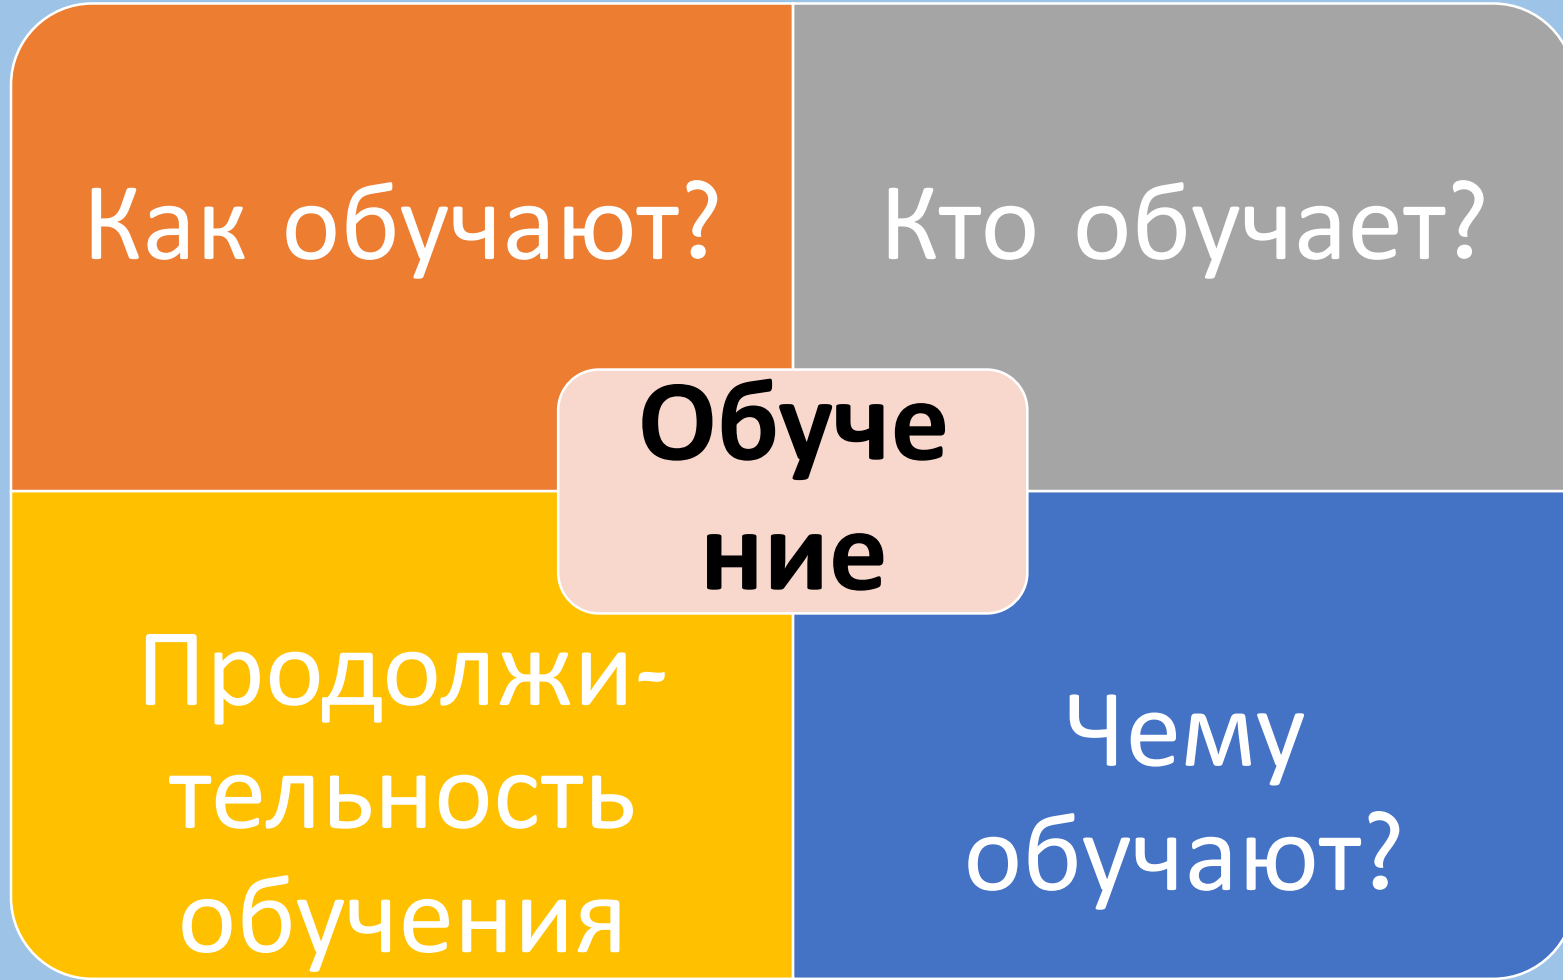 Как обучают?
Кто обучает?
Обуче
ние
Продолжи-
тельность
обучения
Чему
обучают?